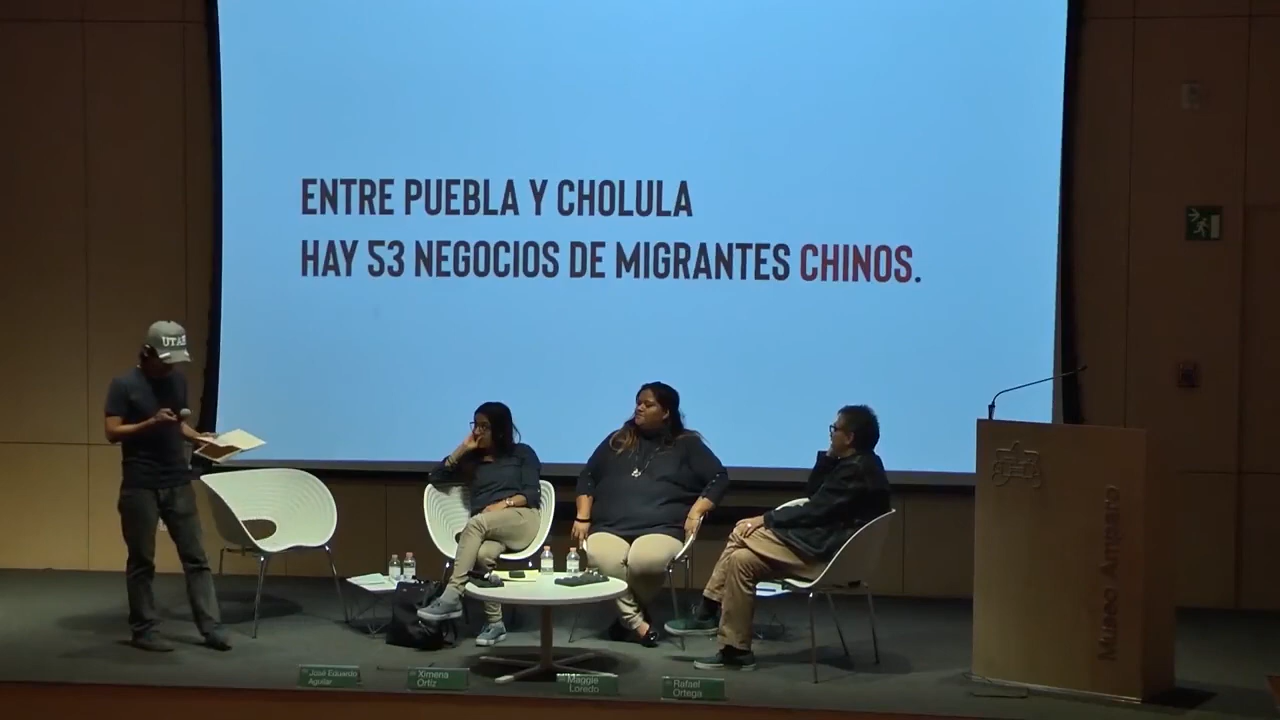 ENTRE PUEBLA Y CHOLULA
HAY 53 NEGOCIOS DE MIGRANTES CHINOS.
UTAH
Museo Amparo
José Eduardo
Aguilar
Ximena
Ortíz
Maggie
Loredo
Rafael
Ortega